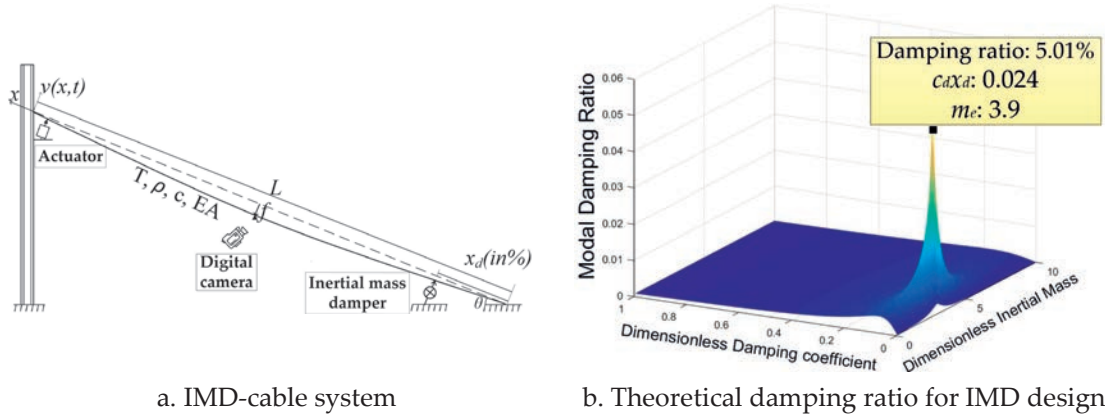 x
v(x,t)
Actuator
T, ρ, c, EA
L
f
Digital
camera
x_d(in%)
Inertial mass
damper
θ
a. IMD-cable system
Damping ratio: 5.01%
c_d x_d: 0.024
m_e: 3.9
Modal Damping Ratio
0.06
0.05
0.04
0.03
0.02
0.01
0
1
0.8
0.6
0.4
0.2
0
Dimensionless Damping coefficient
0
5
10
Dimensionless Inertial Mass
b. Theoretical damping ratio for IMD design